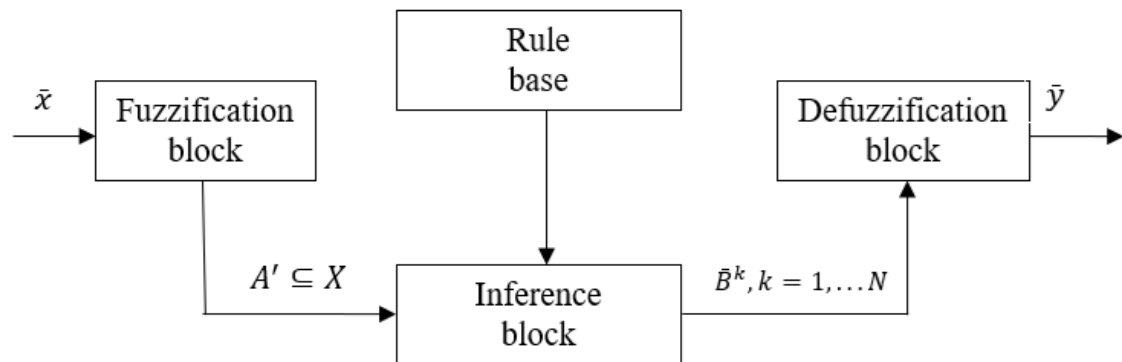 Rule
base
x̄
Fuzzification
block
Defuzzification
block
ȳ
A′ ⊆ X
Inference
block
B̄ᵏ, k = 1, … N